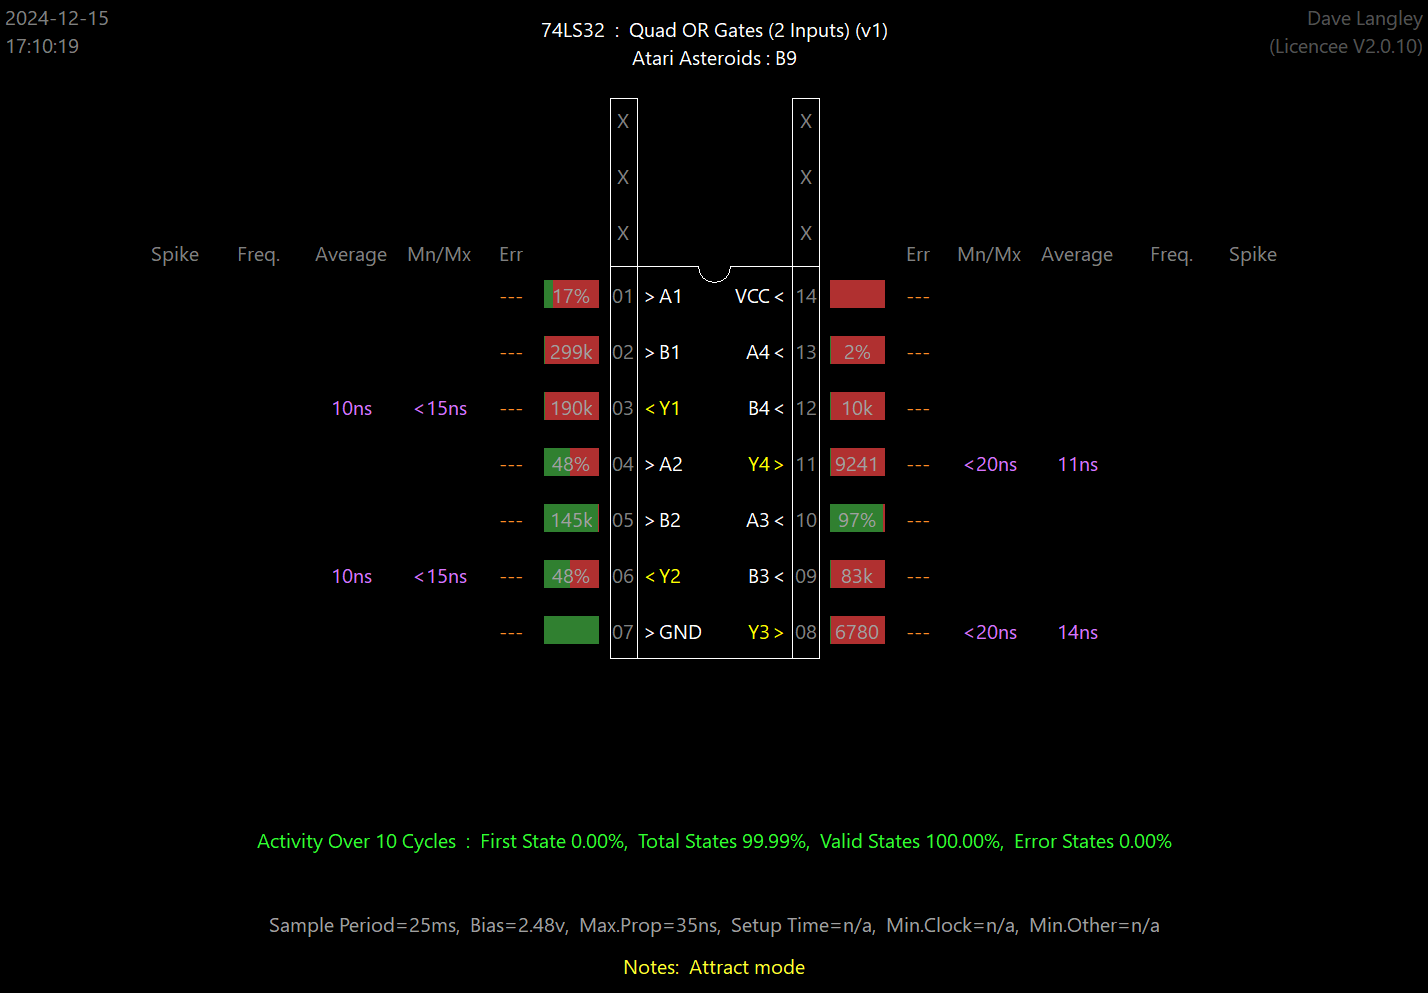 2024-12-15
17:10:19
74LS32 : Quad OR Gates (2 Inputs) (v1)
Atari Asteroids : B9
Dave Langley
(Licencee V2.0.10)
X X
X X
X X
Spike Freq. Average Mn/Mx Err Err Mn/Mx Average Freq. Spike
--- 17% 01 > A1 VCC < 14 ---
--- 299k 02 > B1 A4 < 13 2% ---
10ns <15ns --- 190k 03 < Y1 B4 < 12 10k ---
--- 48% 04 > A2 Y4 > 11 9241 --- <20ns 11ns
--- 145k 05 > B2 A3 < 10 97% ---
10ns <15ns --- 48% 06 < Y2 B3 < 09 83k ---
--- 07 > GND Y3 > 08 6780 --- <20ns 14ns
Activity Over 10 Cycles : First State 0.00%, Total States 99.99%, Valid States 100.00%, Error States 0.00%
Sample Period=25ms, Bias=2.48v, Max.Prop=35ns, Setup Time=n/a, Min.Clock=n/a, Min.Other=n/a
Notes: Attract mode